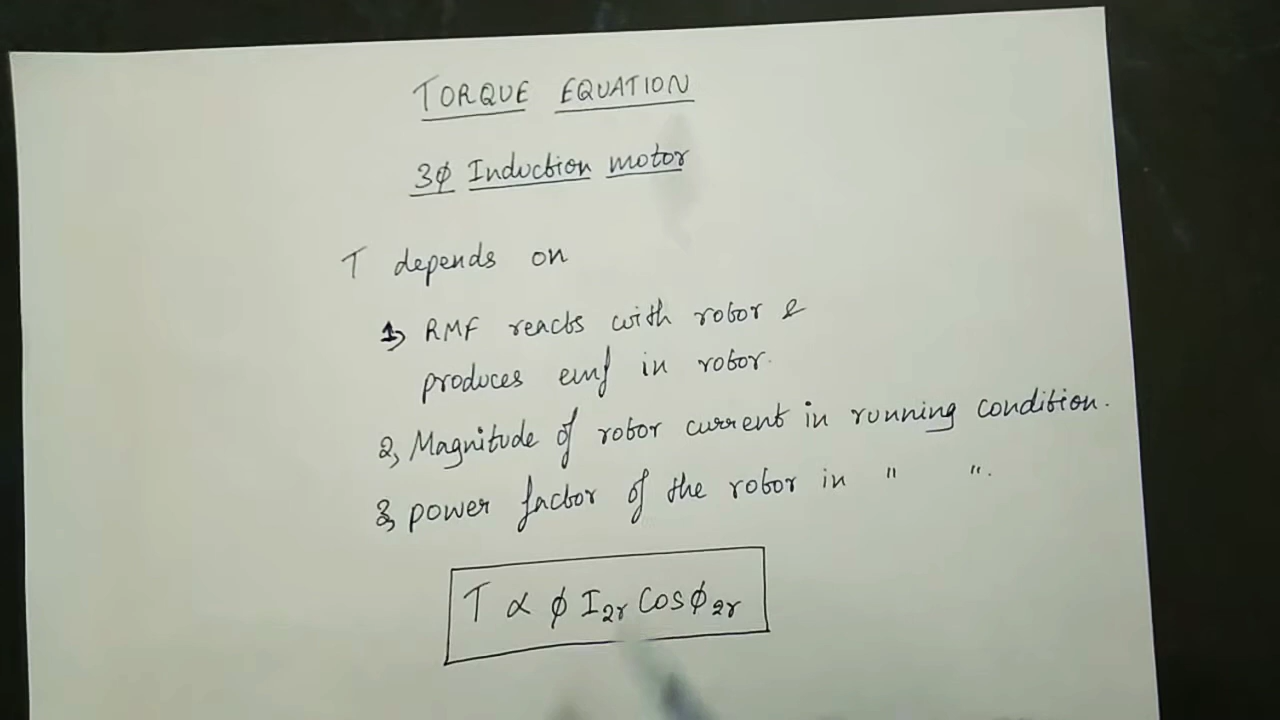 TORQUE EQUATION
3ϕ Induction motor
T depends on
1) RMF reacts with rotor &
produces emf in rotor.
2, Magnitude of rotor current in running condition.
3, power factor of the rotor in " ".
T ∝ ϕ I₂ᵣ Cosϕ₂ᵣ